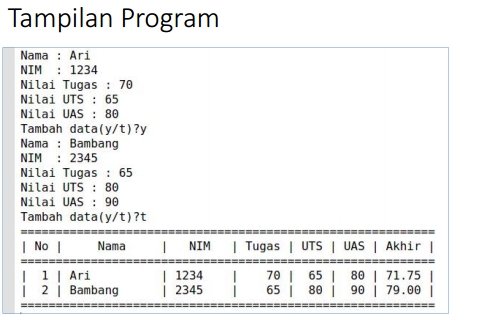 Tampilan Program
Nama : Ari
NIM  : 1234
Nilai Tugas : 70
Nilai UTS : 65
Nilai UAS : 80
Tambah data(y/t)?y
Nama : Bambang
NIM  : 2345
Nilai Tugas : 65
Nilai UTS : 80
Nilai UAS : 90
Tambah data(y/t)?t
==========================================================
| No |     Nama     |   NIM   | Tugas | UTS | UAS | Akhir |
==========================================================
|  1 | Ari          | 1234    |    70 |  65 |  80 | 71.75 |
|  2 | Bambang      | 2345    |    65 |  80 |  90 | 79.00 |
==========================================================